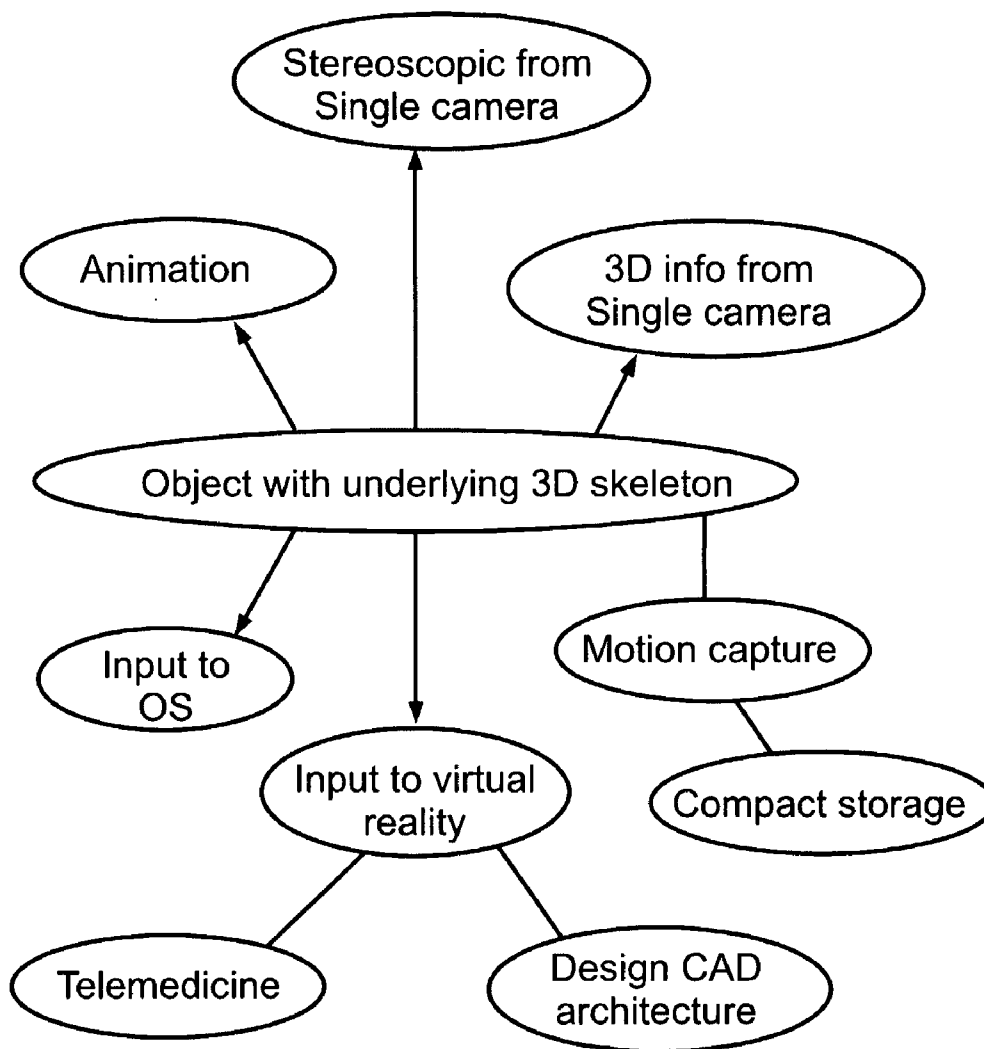 Stereoscopic from
Single camera
Animation
3D info from
Single camera
Object with underlying 3D skeleton
Input to
OS
Motion capture
Input to virtual
reality
Compact storage
Telemedicine
Design CAD
architecture